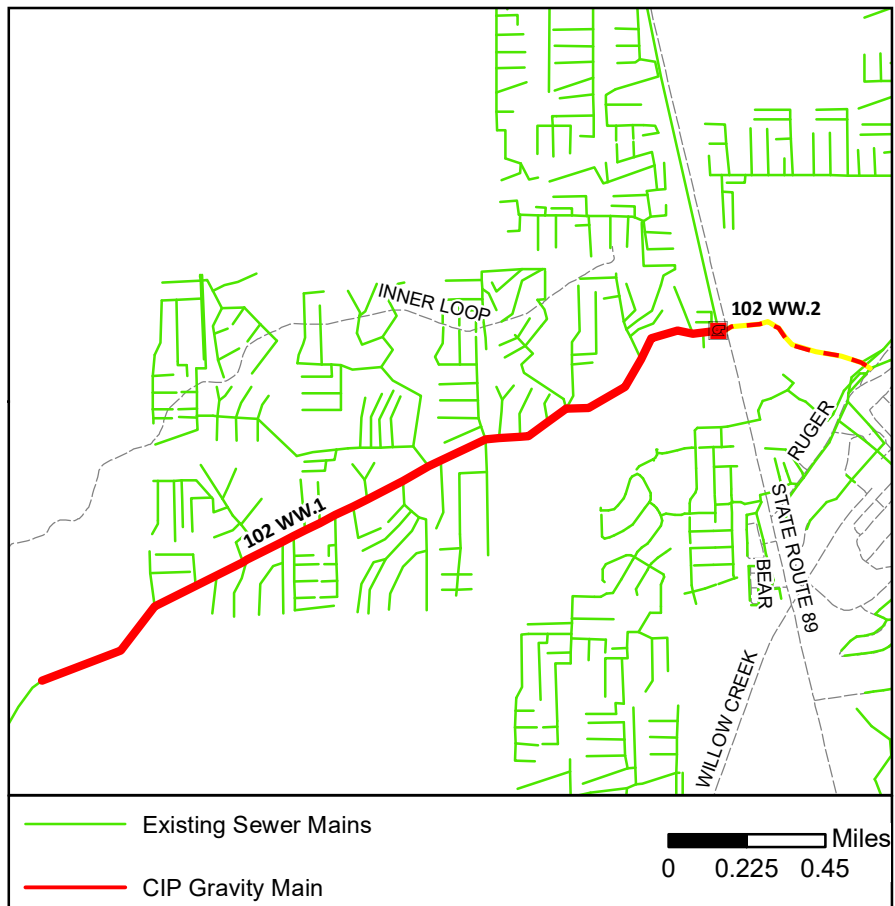 102 WW.2
INNER LOOP
RUGER
102 WW.1
STATE ROUTE 89
BEAR
WILLOW CREEK
Existing Sewer Mains
CIP Gravity Main
Miles
0 0.225 0.45